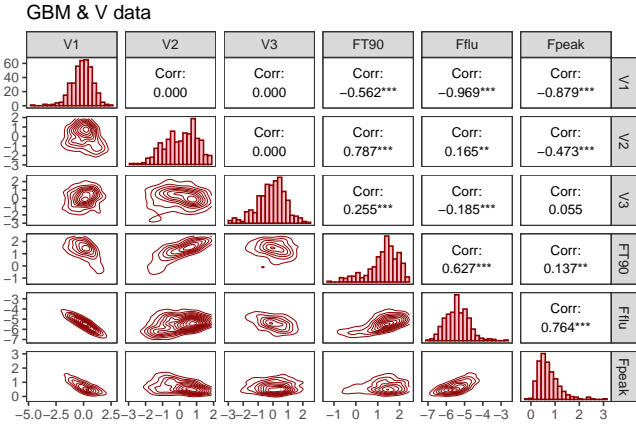 GBM & V data
V1 V2 V3 FT90 Fflu Fpeak
Corr: Corr: Corr: Corr: Corr:
0.000 0.000 −0.562*** −0.969*** −0.879***
V1
60
40
20
0
Corr: Corr: Corr: Corr:
0.000 0.787*** 0.165** −0.473***
V2
2
1
0
−1
−2
−3
Corr: Corr: Corr:
0.255*** −0.185*** 0.055
V3
2
1
0
−1
−2
−3
Corr: Corr:
0.627*** 0.137**
FT90
2
1
0
−1
Corr:
0.764***
Fflu
−3
−4
−5
−6
−7
Fpeak
3
2
1
0
−5.0 −2.5 0.0 2.5 −3 −2 −1 0 1 2 −3 −2 −1 0 1 2 −1 0 1 2 −7 −6 −5 −4 −3 0 1 2 3